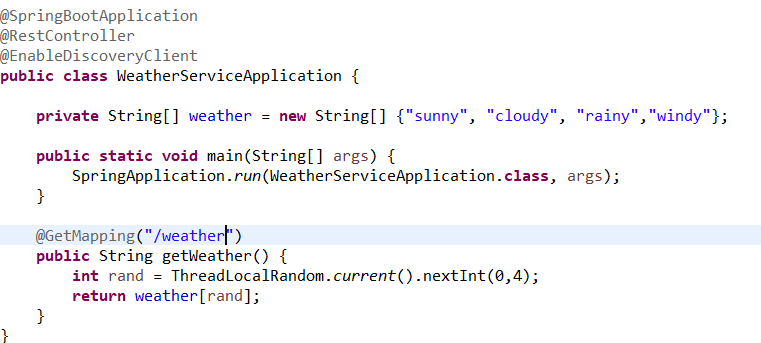 @SpringBootApplication
@RestController
@EnableDiscoveryClient
public class WeatherServiceApplication {
private String[] weather = new String[] {"sunny", "cloudy", "rainy","windy"};
public static void main(String[] args) {
SpringApplication.run(WeatherServiceApplication.class, args);
}
@GetMapping("/weather")
public String getWeather() {
int rand = ThreadLocalRandom.current().nextInt(0,4);
return weather[rand];
}
}